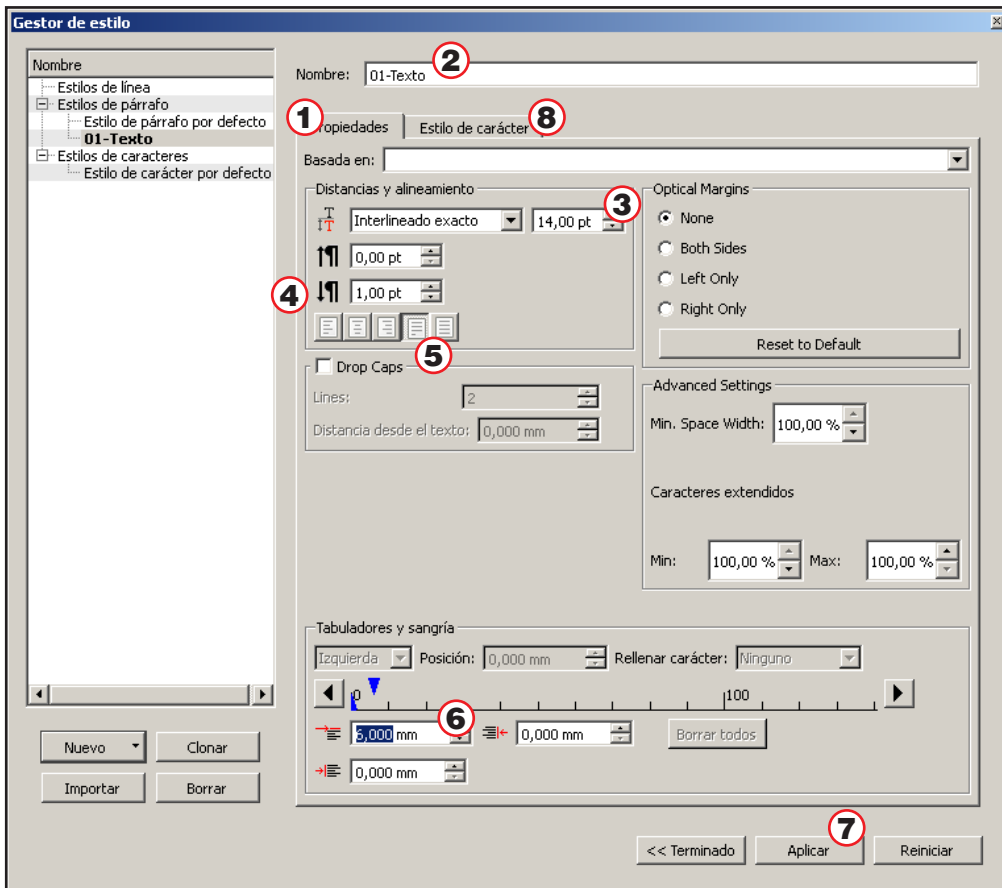 Gestor de estilo
Nombre
Estilos de línea
Estilos de párrafo
Estilo de párrafo por defecto
01-Texto
Estilos de caracteres
Estilo de carácter por defecto
Nuevo
Clonar
Importar
Borrar
Nombre: 01-Texto
2
1
ropiedades
Estilo de carácter
8
Basada en:
Distancias y alineamiento
Interlineado exacto
14,00 pt
3
0,00 pt
4
1,00 pt
5
Drop Caps
Lines: 2
Distancia desde el texto: 0,000 mm
Optical Margins
None
Both Sides
Left Only
Right Only
Reset to Default
Advanced Settings
Min. Space Width: 100,00 %
Caracteres extendidos
Min: 100,00 % Max: 100,00 %
Tabuladores y sangría
Izquierda Posición: 0,000 mm Rellenar carácter: Ninguno
0 100
6
,000 mm 0,000 mm Borrar todos
0,000 mm
7
<< Terminado Aplicar Reiniciar